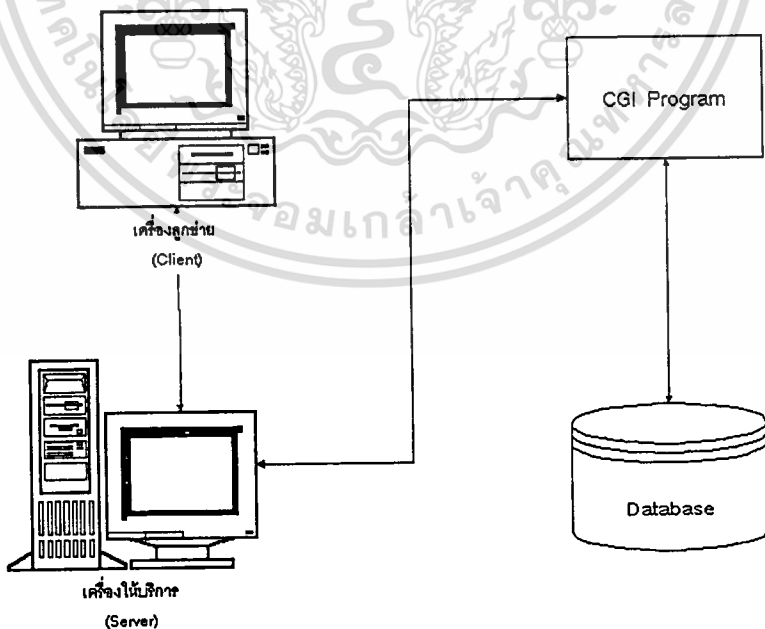 CGI Program
เครื่องลูกข่าย
(Client)
Database
เครื่องให้บริการ
(Server)